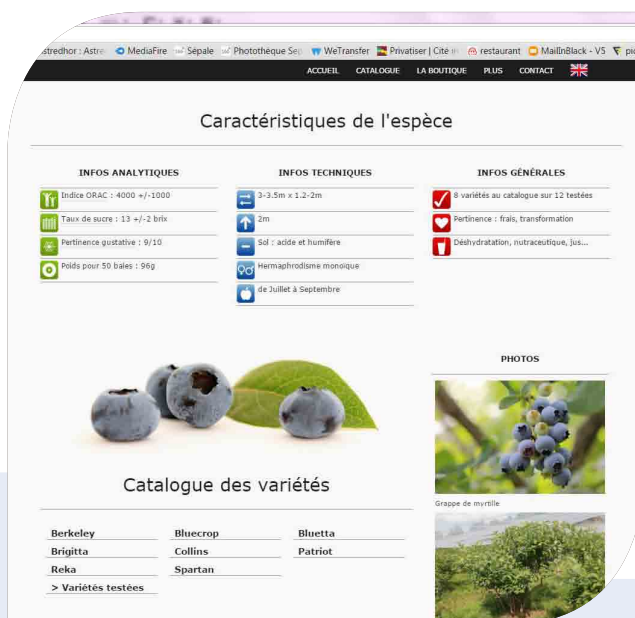 Astre MediaFire Sépale Photothèque Sep WeTransfer Privatiser | Cité restaurant MailInBlack - V5
ACCUEIL CATALOGUE LA BOUTIQUE PLUS CONTACT
Caractéristiques de l'espèce
INFOS ANALYTIQUES
Indice ORAC : 4000 +/-1000
Taux de sucre : 13 +/-2 brix
Pertinence gustative : 9/10
Poids pour 50 baies : 96g
INFOS TECHNIQUES
3-3.5m x 1.2-2m
2m
Sol : acide et humifère
Hermaphrodisme monoïque
de Juillet à Septembre
INFOS GÉNÉRALES
8 variétés au catalogue sur 12 testées
Pertinence : frais, transformation
Déshydratation, nutraceutique, jus...
PHOTOS
Grappe de myrtille
Catalogue des variétés
Berkeley Bluecrop Bluetta
Brigitta Collins Patriot
Reka Spartan
> Variétés testées